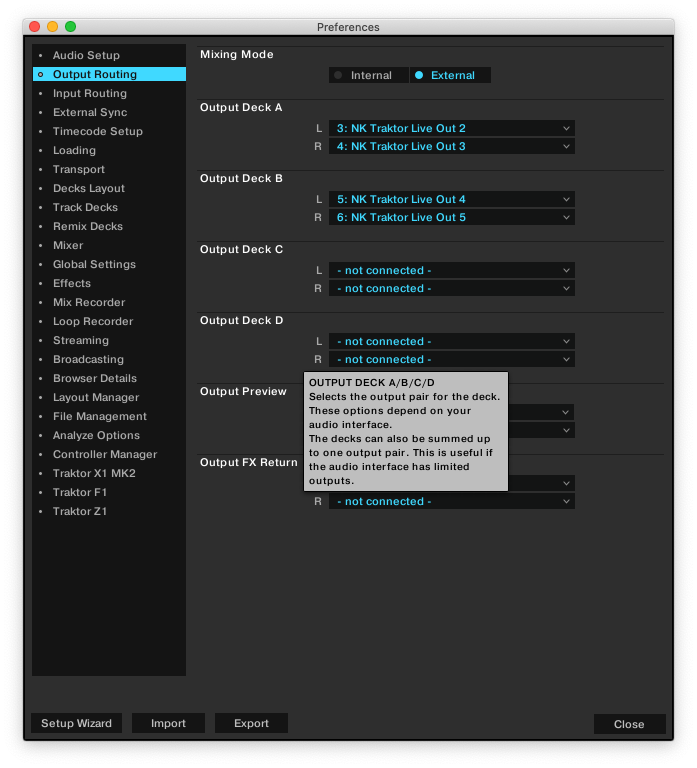 Preferences
Audio Setup
Output Routing
Input Routing
External Sync
Timecode Setup
Loading
Transport
Decks Layout
Track Decks
Remix Decks
Mixer
Global Settings
Effects
Mix Recorder
Loop Recorder
Streaming
Broadcasting
Browser Details
Layout Manager
File Management
Analyze Options
Controller Manager
Traktor X1 MK2
Traktor F1
Traktor Z1
Mixing Mode
Internal
External
Output Deck A
L 3: NK Traktor Live Out 2
R 4: NK Traktor Live Out 3
Output Deck B
L 5: NK Traktor Live Out 4
R 6: NK Traktor Live Out 5
Output Deck C
L - not connected -
R - not connected -
Output Deck D
L - not connected -
R - not connected -
Output Preview
OUTPUT DECK A/B/C/D
Selects the output pair for the deck.
These options depend on your
audio interface.
The decks can also be summed up
to one output pair. This is useful if
the audio interface has limited
outputs.
Output FX Return
R - not connected -
Setup Wizard
Import
Export
Close